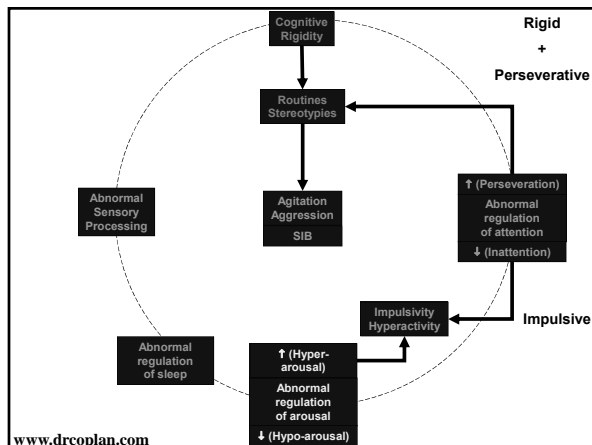 Cognitive
Rigidity
Rigid
+
Perseverative
Routines
Stereotypes
↑ (Perseveration)
Abnormal
regulation
of attention
↓ (Inattention)
Abnormal
Sensory
Processing
Agitation
Aggression
SIB
Impulsivity
Hyperactivity
Impulsive
Abnormal
regulation
of sleep
↑ (Hyper-
arousal)
Abnormal
regulation
of arousal
↓ (Hypo-arousal)
www.drcoplan.com